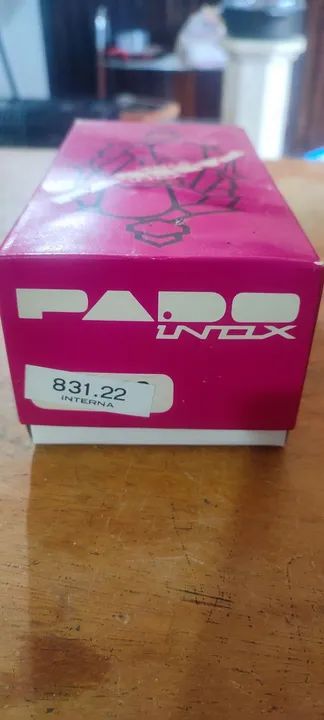 PADO
inox
831.22
iNTERNA